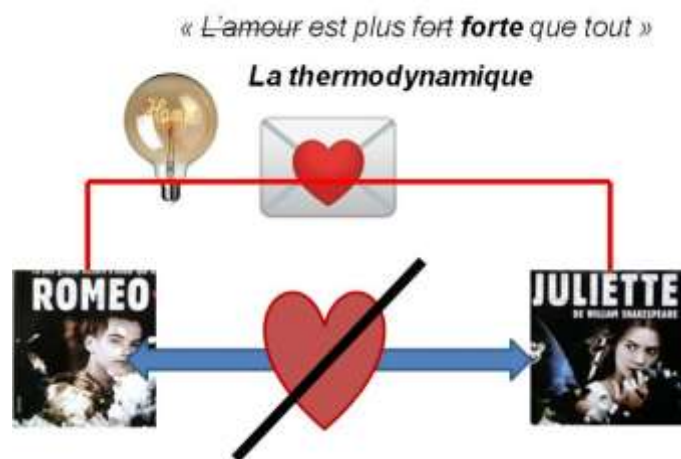 « L'amour est plus fort forte que tout »
La thermodynamique
ROMEO
JULIETTE
DE WILLIAM SHAKESPEARE